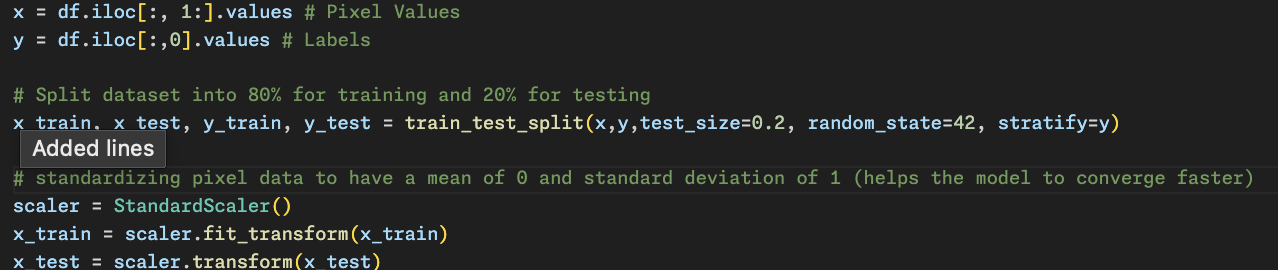 x = df.iloc[:, 1:].values # Pixel Values
y = df.iloc[:,0].values # Labels
# Split dataset into 80% for training and 20% for testing
x_train, x_test, y_train, y_test = train_test_split(x,y,test_size=0.2, random_state=42, stratify=y)
Added lines
# standardizing pixel data to have a mean of 0 and standard deviation of 1 (helps the model to converge faster)
scaler = StandardScaler()
x_train = scaler.fit_transform(x_train)
x_test = scaler.transform(x_test)